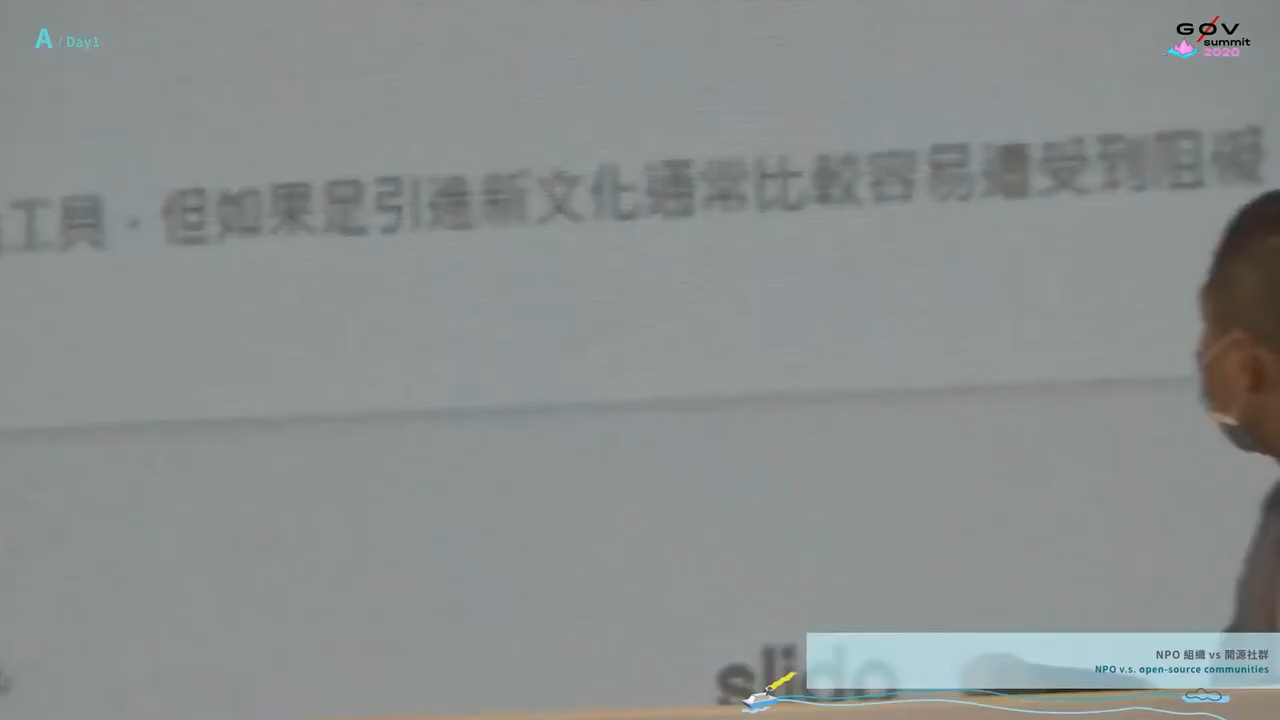 A / Day1
GØV
summit
2020
工具，但如果是引進新文化通常比較容易遭受到阻礙
slido
NPO 組織 vs 開源社群
NPO v.s. open-source communities